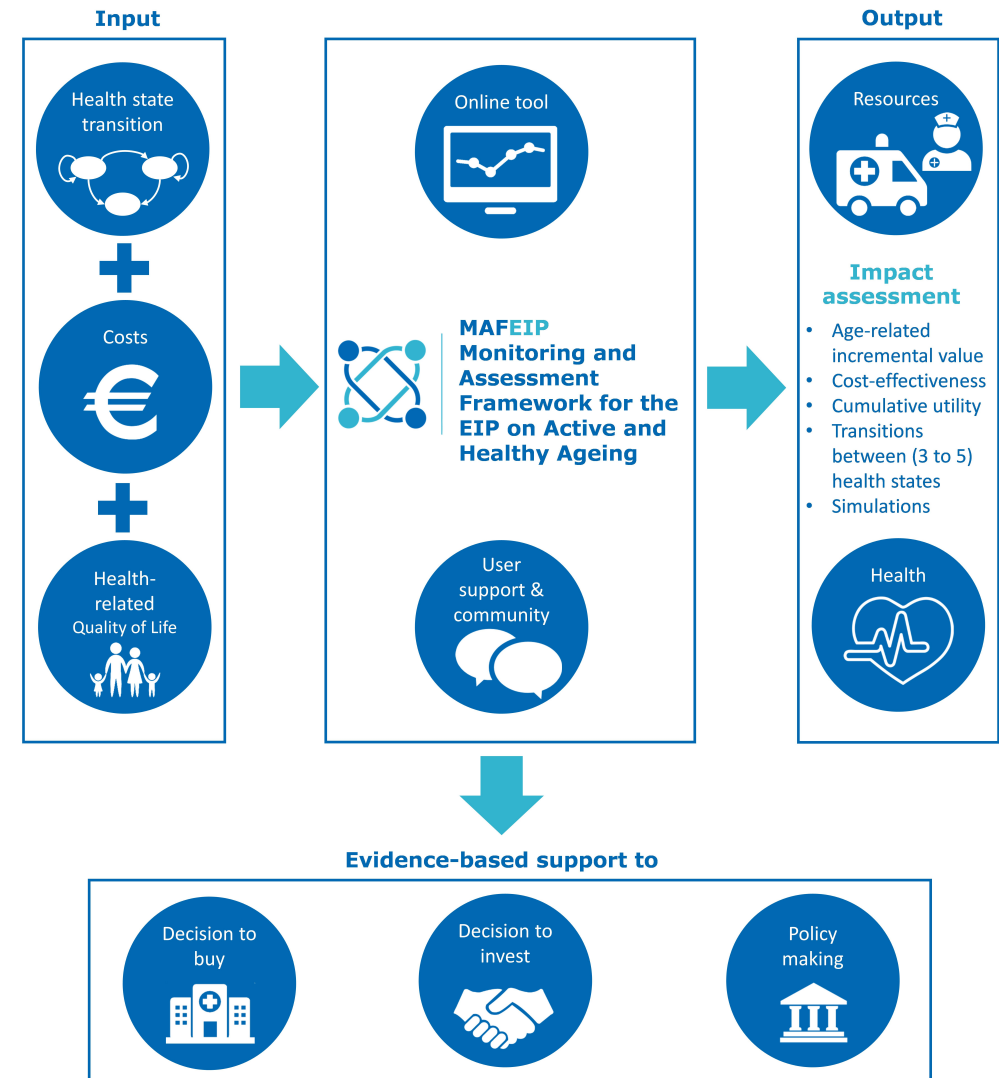 Input
Health state
transition
Costs
€
Health-
related
Quality of Life
Online tool
MAFEIP
Monitoring and
Assessment
Framework for the
EIP on Active and
Healthy Ageing
User
support &
community
Output
Resources
Impact
assessment
• Age-related
incremental value
• Cost-effectiveness
• Cumulative utility
• Transitions
between (3 to 5)
health states
• Simulations
Health
Evidence-based support to
Decision to
buy
Decision to
invest
Policy
making